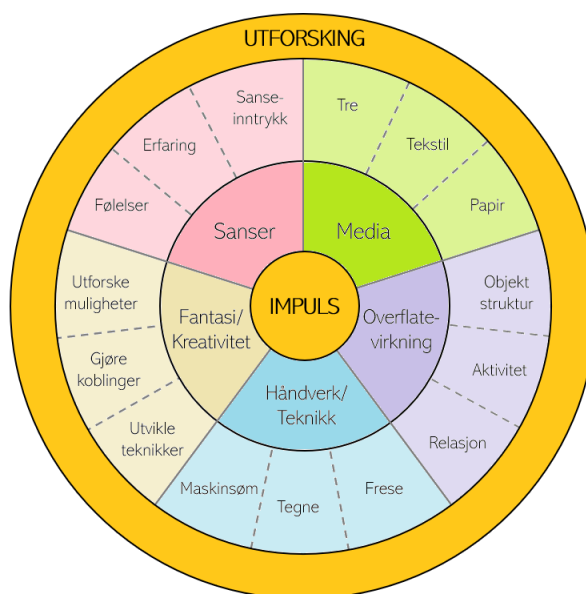 UTFORSKING
Sanse-
inntrykk
Erfaring
Følelser
Sanser
Tre
Tekstil
Papir
Media
IMPULS
Utforske
muligheter
Gjøre
koblinger
Utvikle
teknikker
Fantasi/
Kreativitet
Objekt
struktur
Aktivitet
Relasjon
Overflate-
virkning
Håndverk/
Teknikk
Maskinsøm
Tegne
Frese